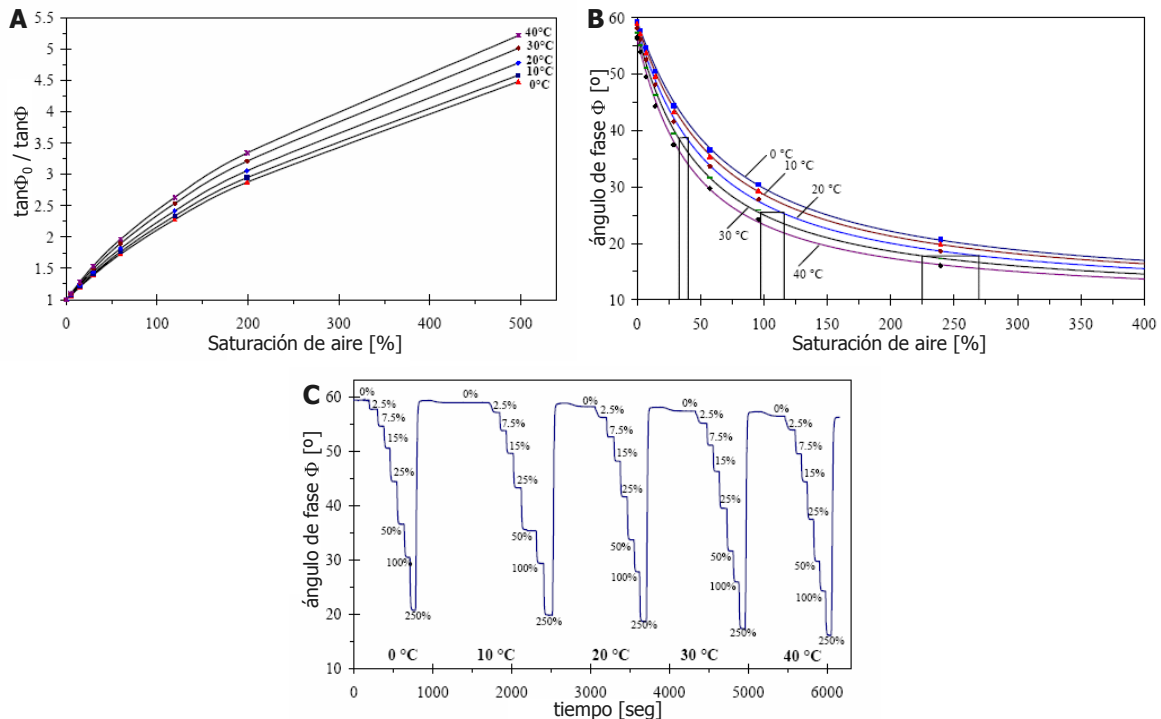 A
tanΦ₀ / tanΦ
5.5
5
4.5
4
3.5
3
2.5
2
1.5
1
40°C
30°C
20°C
10°C
0°C
0 100 200 300 400 500
Saturación de aire [%]
B
ángulo de fase Φ [º]
60
50
40
30
20
10
0 °C
10 °C
20 °C
30 °C
40 °C
0 50 100 150 200 250 300 350 400
Saturación de aire [%]
C
ángulo de fase Φ [º]
60
50
40
30
20
10
0%
2.5%
7.5%
15%
25%
50%
100%
250%
0%
2.5%
7.5%
15%
25%
50%
100%
250%
0%
2.5%
7.5%
15%
25%
50%
100%
250%
0%
2.5%
7.5%
15%
25%
50%
100%
250%
0%
2.5%
7.5%
15%
25%
50%
100%
250%
0 °C 10 °C 20 °C 30 °C 40 °C
0 1000 2000 3000 4000 5000 6000
tiempo [seg]